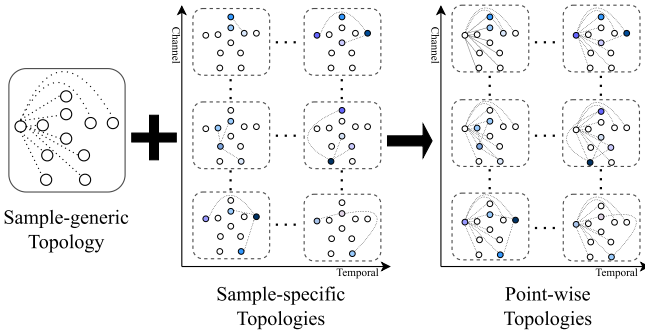 Channel
Temporal
Channel
Temporal
Sample-generic
Topology
Sample-specific
Topologies
Point-wise
Topologies